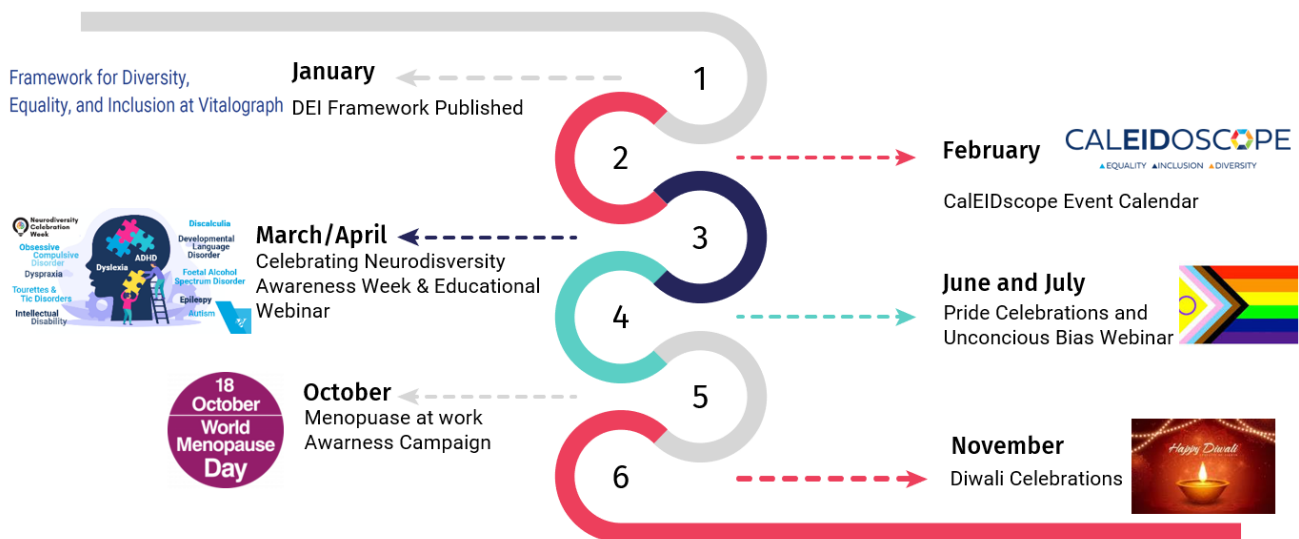 Framework for Diversity,
Equality, and Inclusion at Vitalograph
January
DEI Framework Published
1
2
February
CALEIDOSCOPE
EQUALITY INCLUSION DIVERSITY
CalEIDscope Event Calendar
Neurodiversity
Celebration
Week
Obsessive
Compulsive
Disorder
Dyspraxia
Tourettes &
Tic Disorders
Intellectual
Disability
Dyslexia
ADHD
Discalculia
Developmental
Language
Disorder
Foetal Alcohol
Spectrum Disorder
Epilespy
Autism
March/April
Celebrating Neurodisversity
Awareness Week & Educational
Webinar
3
4
June and July
Pride Celebrations and
Unconcious Bias Webinar
18
October
World
Menopause
Day
October
Menopuase at work
Awarness Campaign
5
6
November
Diwali Celebrations
Happy Diwali